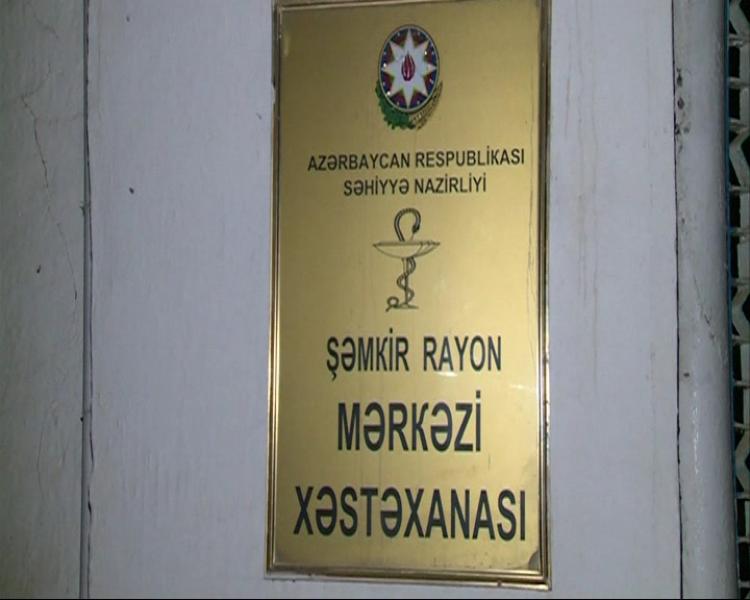 AZƏRBAYCAN RESPUBLİKASI
SƏHİYYƏ NAZİRLİYİ
ŞƏMKİR RAYON
MƏRKƏZİ
XƏSTƏXANASI